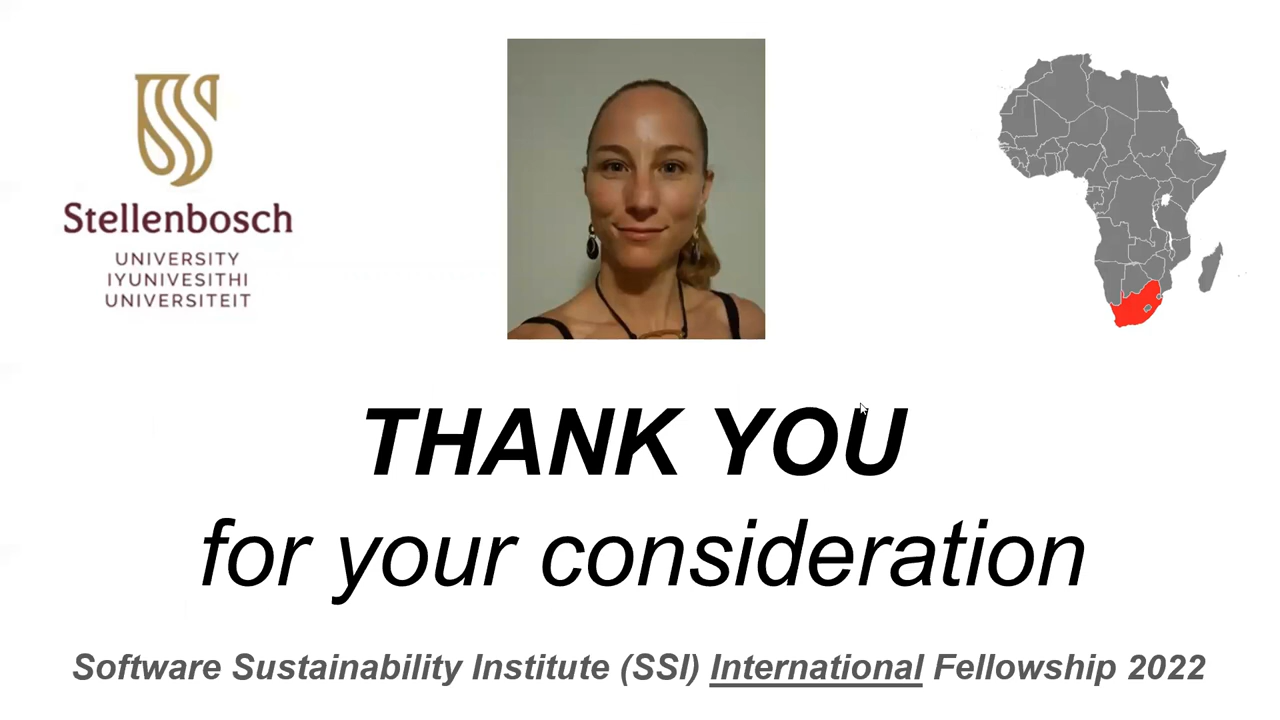 Stellenbosch
UNIVERSITY
IYUNIVESITHI
UNIVERSITEIT
THANK YOU
for your consideration
Software Sustainability Institute (SSI) International Fellowship 2022